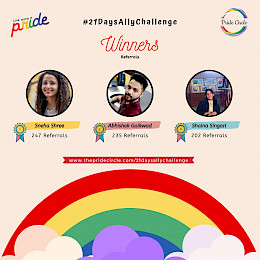 pride
#21DaysAllyChallenge
Pride Circle
Winners
Referrals
Sneha Shree
Abhishek Gaikwad
Shaina Singari
247 Referrals
235 Referrals
202 Referrals
www.thepridecircle.com/21daysallychallenge